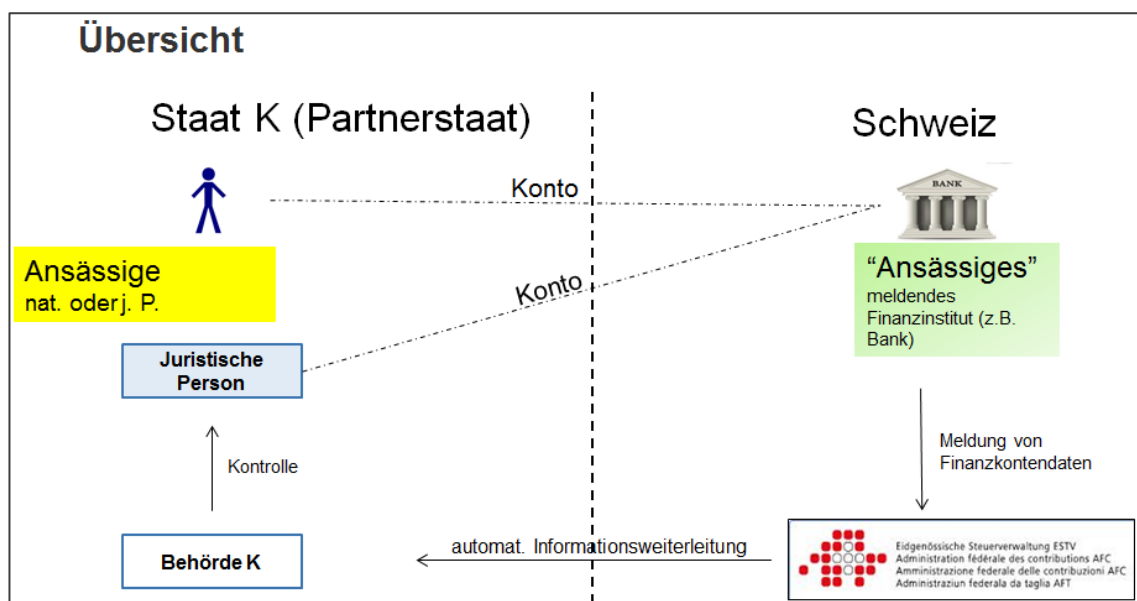 Übersicht
Staat K (Partnerstaat)
Schweiz
BANK
Konto
Ansässige
nat. oder j. P.
Konto
"Ansässiges"
meldendes
Finanzinstitut (z.B.
Bank)
Juristische
Person
Kontrolle
Meldung von
Finanzkontendaten
Behörde K
automat. Informationsweiterleitung
Eidgenössische Steuerverwaltung ESTV
Administration fédérale des contributions AFC
Amministrazione federale delle contribuzioni AFC
Administraziun federala da taglia AFT